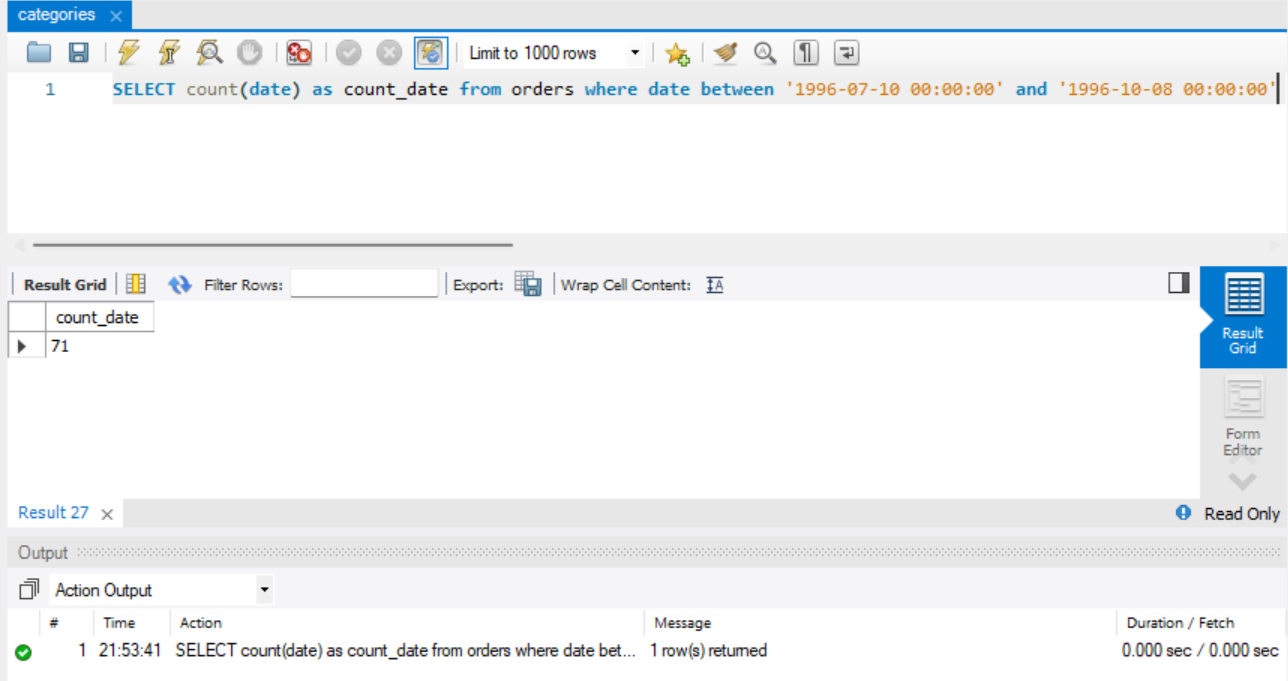 categories
Limit to 1000 rows
1 SELECT count(date) as count_date from orders where date between '1996-07-10 00:00:00' and '1996-10-08 00:00:00'
Result Grid Filter Rows: Export: Wrap Cell Content: IA
count_date
71
Result
Grid
Form
Editor
Result 27 Read Only
Output
Action Output
# Time Action Message Duration / Fetch
1 21:53:41 SELECT count(date) as count_date from orders where date bet... 1 row(s) returned 0.000 sec / 0.000 sec